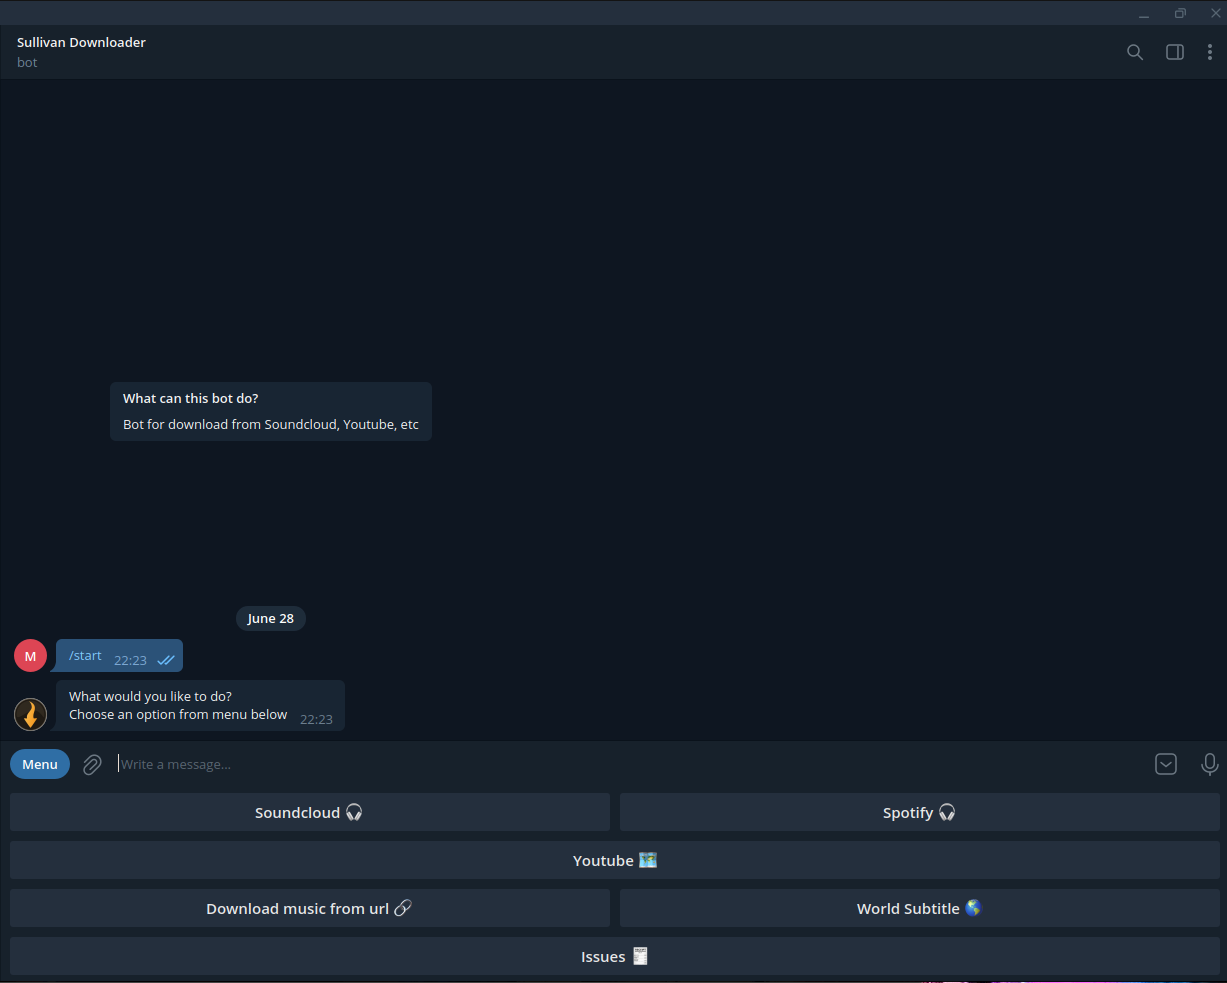 Sullivan Downloader
bot
What can this bot do?
Bot for download from Soundcloud, Youtube, etc
June 28
M
/start 22:23
What would you like to do?
Choose an option from menu below 22:23
Menu
Write a message...
Soundcloud 🎧
Spotify 🎧
Youtube 🗺️
Download music from url 🔗
World Subtitle 🌎
Issues 🧾